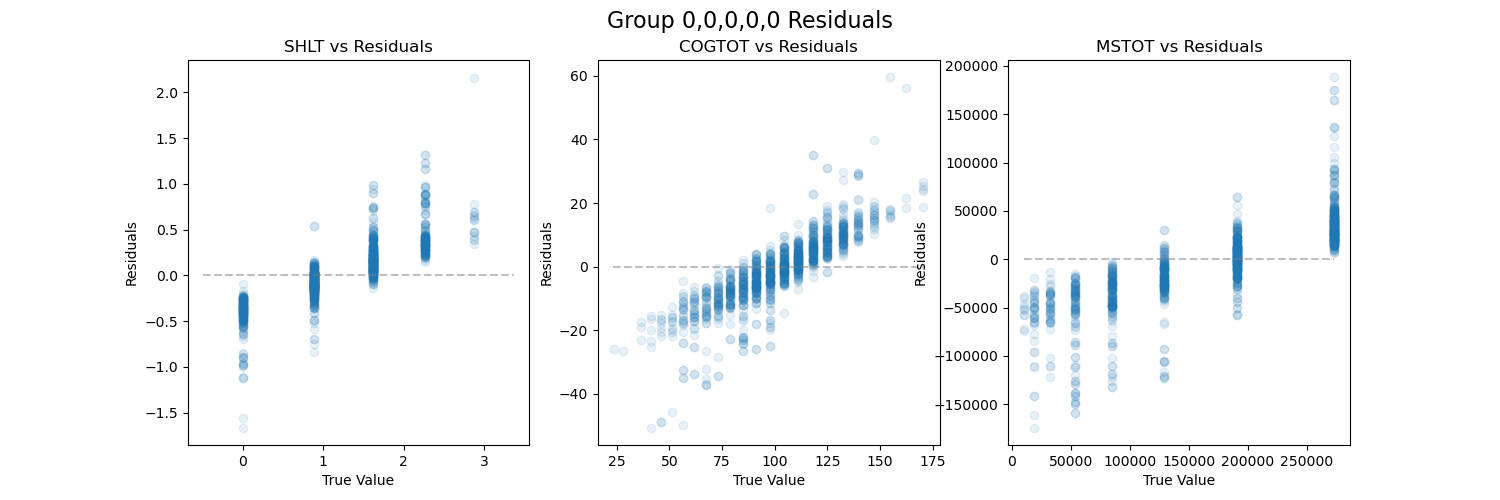 Group 0,0,0,0,0 Residuals
SHLT vs Residuals
2.0
1.5
1.0
0.5
0.0
−0.5
−1.0
−1.5
Residuals
0 1 2 3
True Value
COGTOT vs Residuals
60
40
20
0
−20
−40
Residuals
25 50 75 100 125 150 175
True Value
MSTOT vs Residuals
200000
150000
100000
50000
0
−50000
−100000
−150000
Residuals
0 50000 100000 150000 200000 250000
True Value